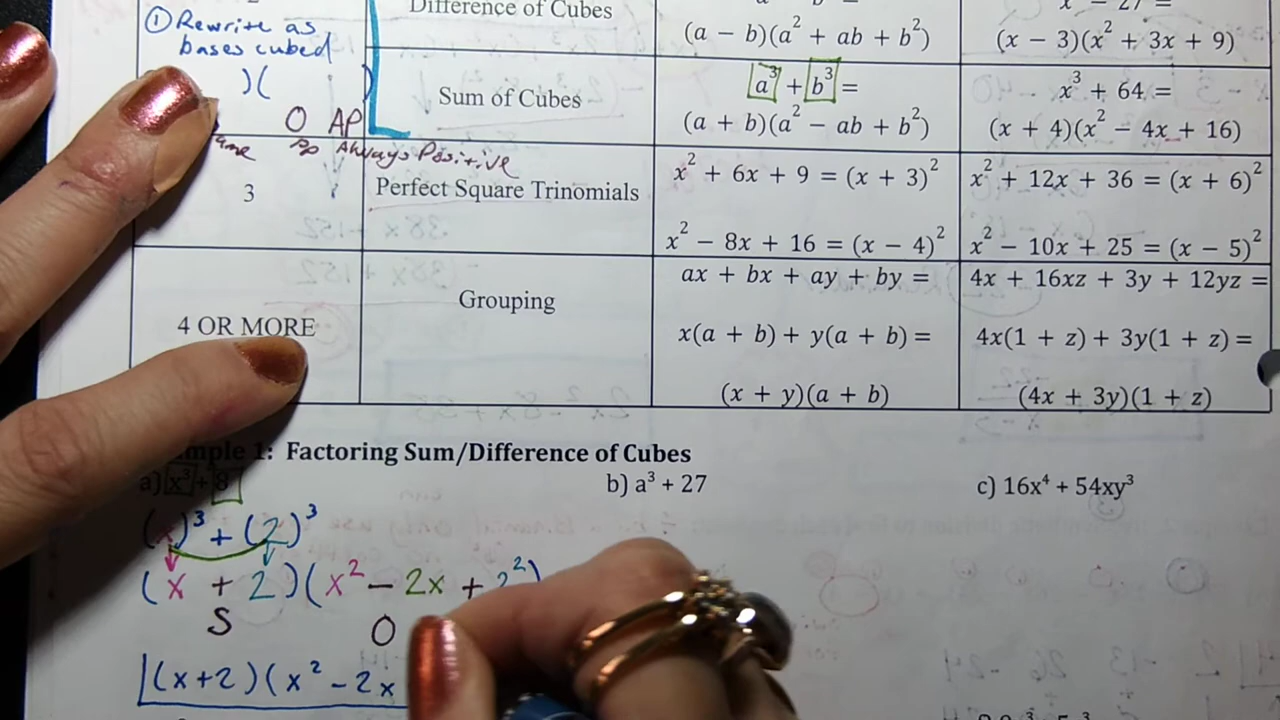 Difference of Cubes
(a − b)(a² + ab + b²)
(x − 3)(x² + 3x + 9)
① Rewrite as
bases cubed
)( )
O AP
Always Positive
Sum of Cubes
a³ + b³ =
(a + b)(a² − ab + b²)
x³ + 64 =
(x + 4)(x² − 4x + 16)
3
Perfect Square Trinomials
x² + 6x + 9 = (x + 3)²
x² − 8x + 16 = (x − 4)²
x² + 12x + 36 = (x + 6)²
x² − 10x + 25 = (x − 5)²
4 OR MORE
Grouping
ax + bx + ay + by =
x(a + b) + y(a + b) =
(x + y)(a + b)
4x + 16xz + 3y + 12yz =
4x(1 + z) + 3y(1 + z) =
(4x + 3y)(1 + z)
1: Factoring Sum/Difference of Cubes
a) x³ + 8
b) a³ + 27
c) 16x⁴ + 54xy³
(x)³ + (2)³
(x + 2)(x² − 2x + 2²)
S O
(x+2)(x² − 2x